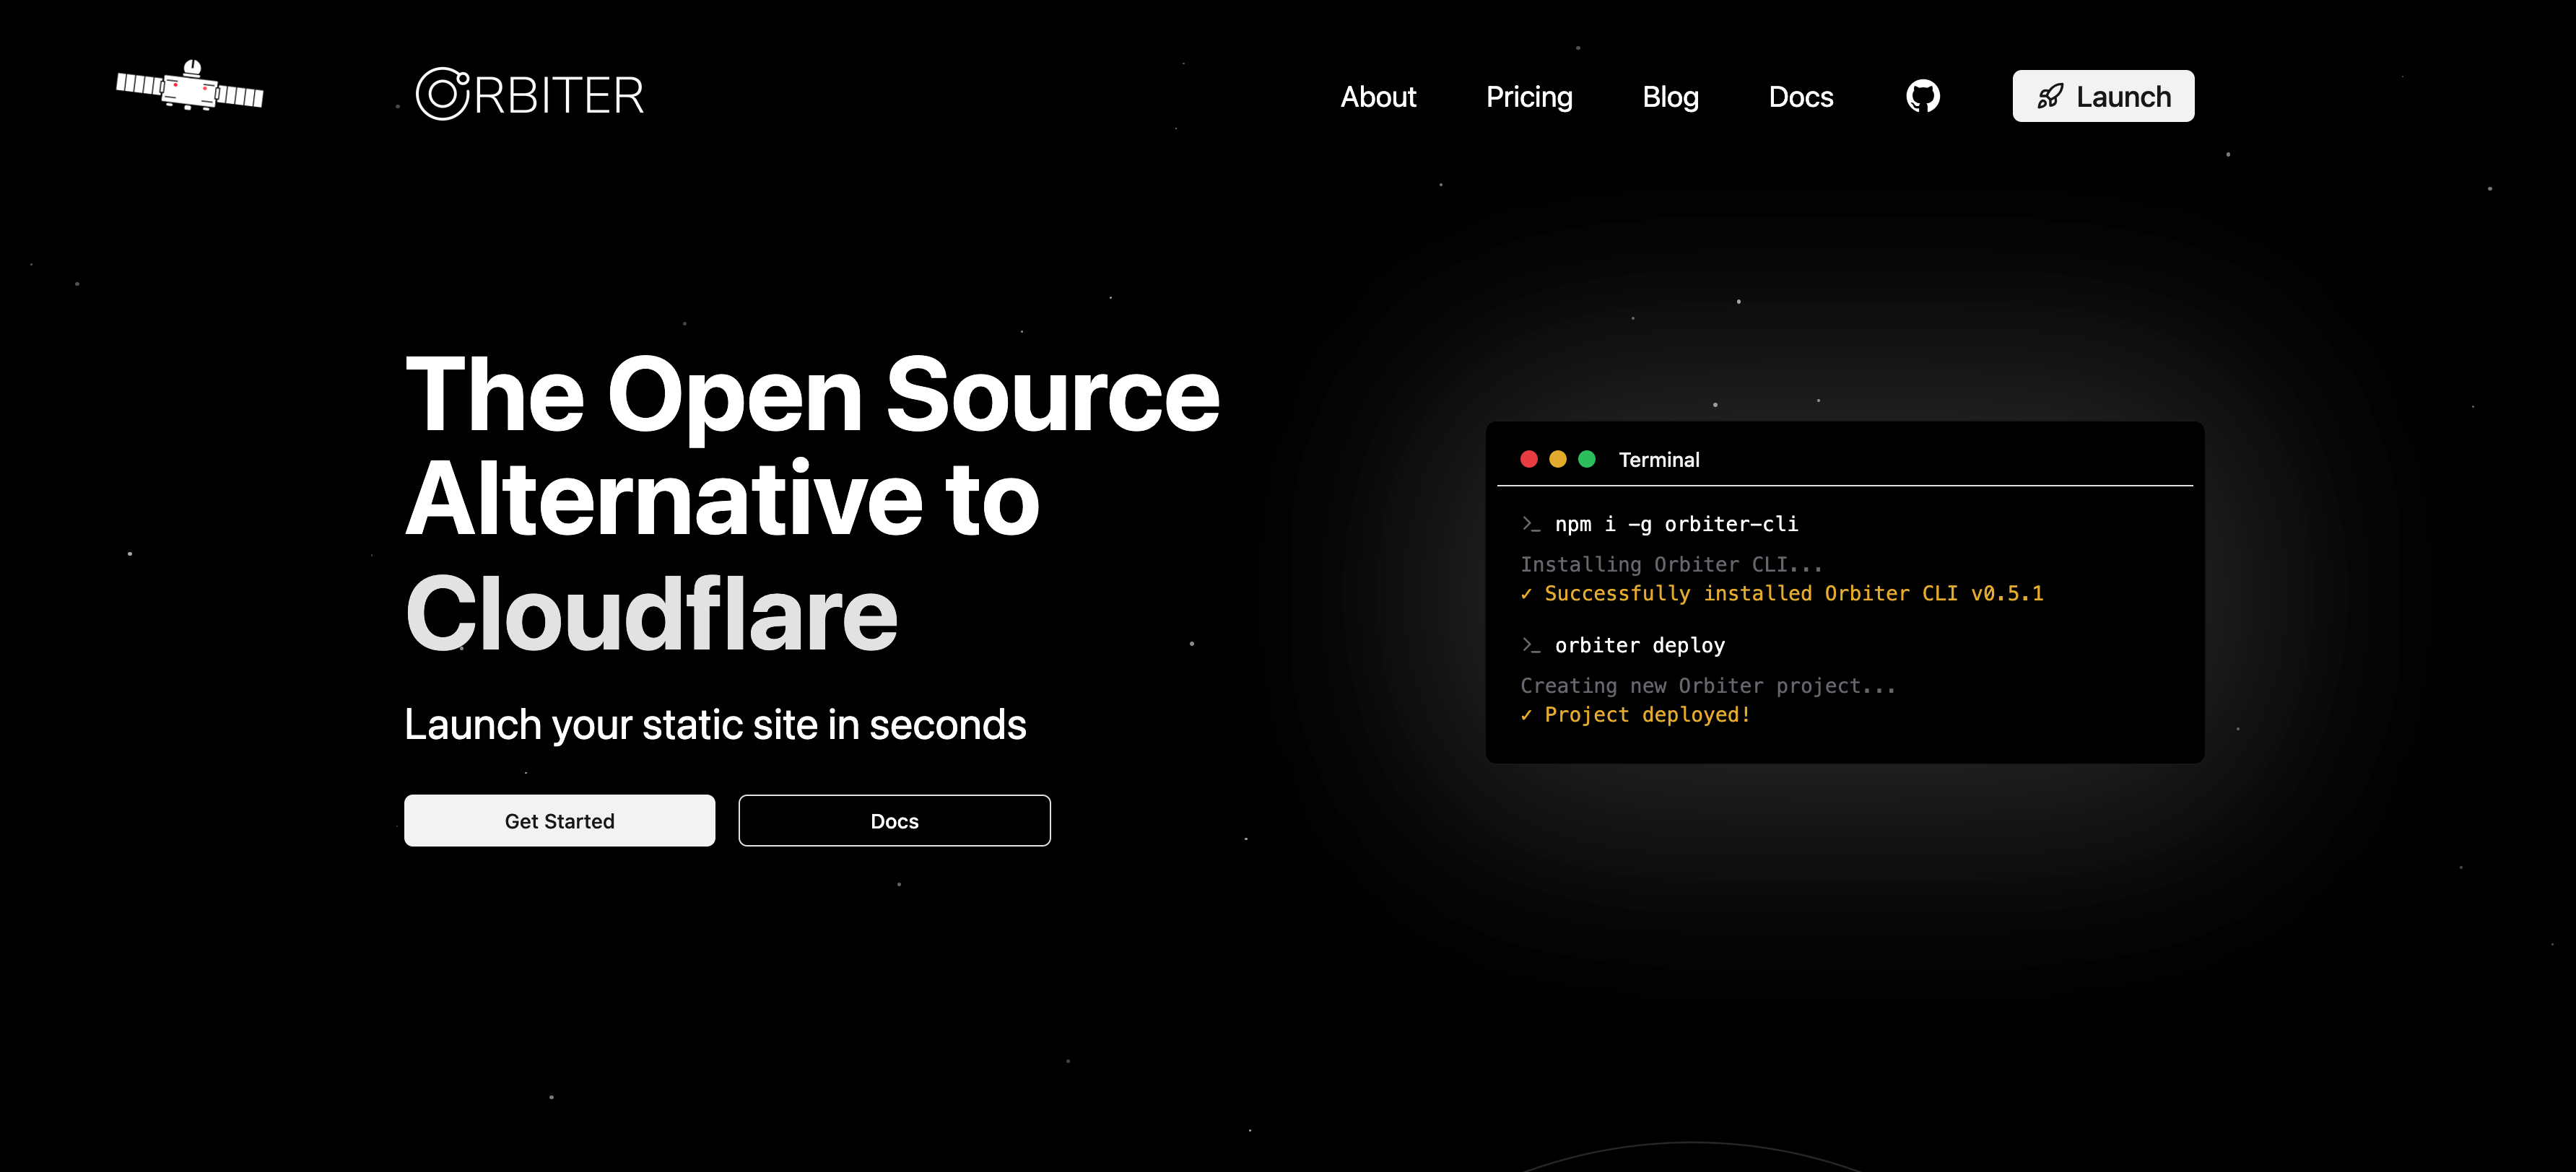 ORBITER
About
Pricing
Blog
Docs
Launch
The Open Source
Alternative to
Cloudflare
Launch your static site in seconds
Get Started
Docs
Terminal
>_ npm i -g orbiter-cli
Installing Orbiter CLI...
✓ Successfully installed Orbiter CLI v0.5.1
>_ orbiter deploy
Creating new Orbiter project...
✓ Project deployed!